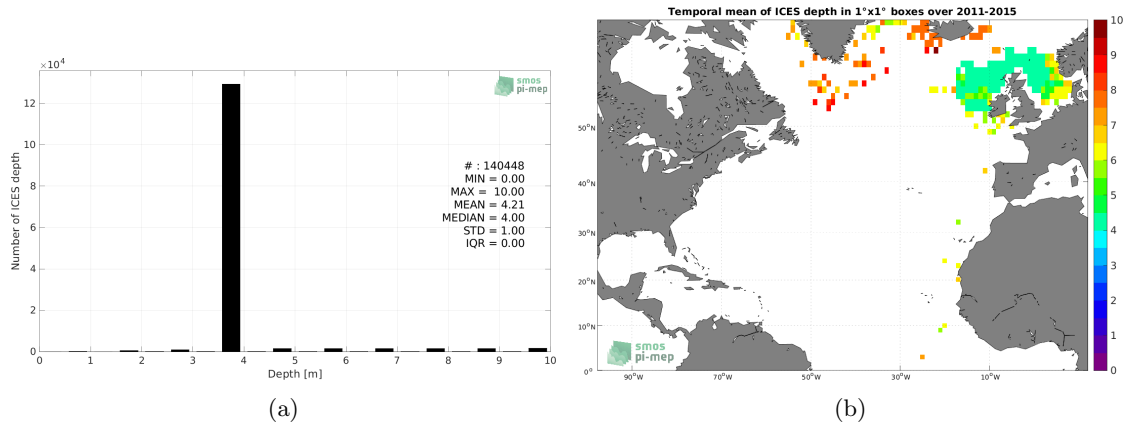 ×10⁴
smos
pi-mep
12
10
8
6
4
2
0
Number of ICES depth
# : 140448
MIN = 0.00
MAX = 10.00
MEAN = 4.21
MEDIAN = 4.00
STD = 1.00
IQR = 0.00
0 1 2 3 4 5 6 7 8 9 10
Depth [m]
(a)
Temporal mean of ICES depth in 1°x1° boxes over 2011-2015
50°N
40°N
30°N
20°N
10°N
0°
90°W 70°W 50°W 30°W 10°W
smos
pi-mep
10
9
8
7
6
5
4
3
2
1
0
(b)